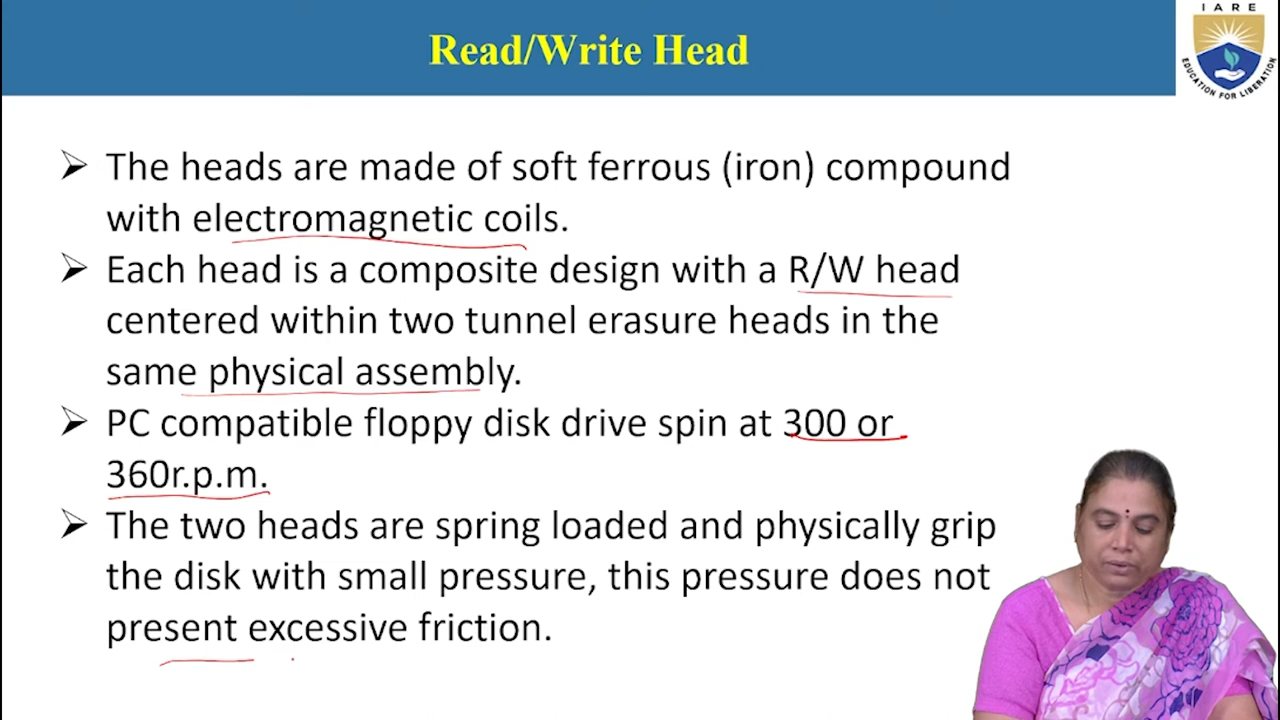 Read/Write Head
I A R E
EDUCATION FOR LIBERATION
➢ The heads are made of soft ferrous (iron) compound
with electromagnetic coils.
➢ Each head is a composite design with a R/W head
centered within two tunnel erasure heads in the
same physical assembly.
➢ PC compatible floppy disk drive spin at 300 or
360r.p.m.
➢ The two heads are spring loaded and physically grip
the disk with small pressure, this pressure does not
present excessive friction.